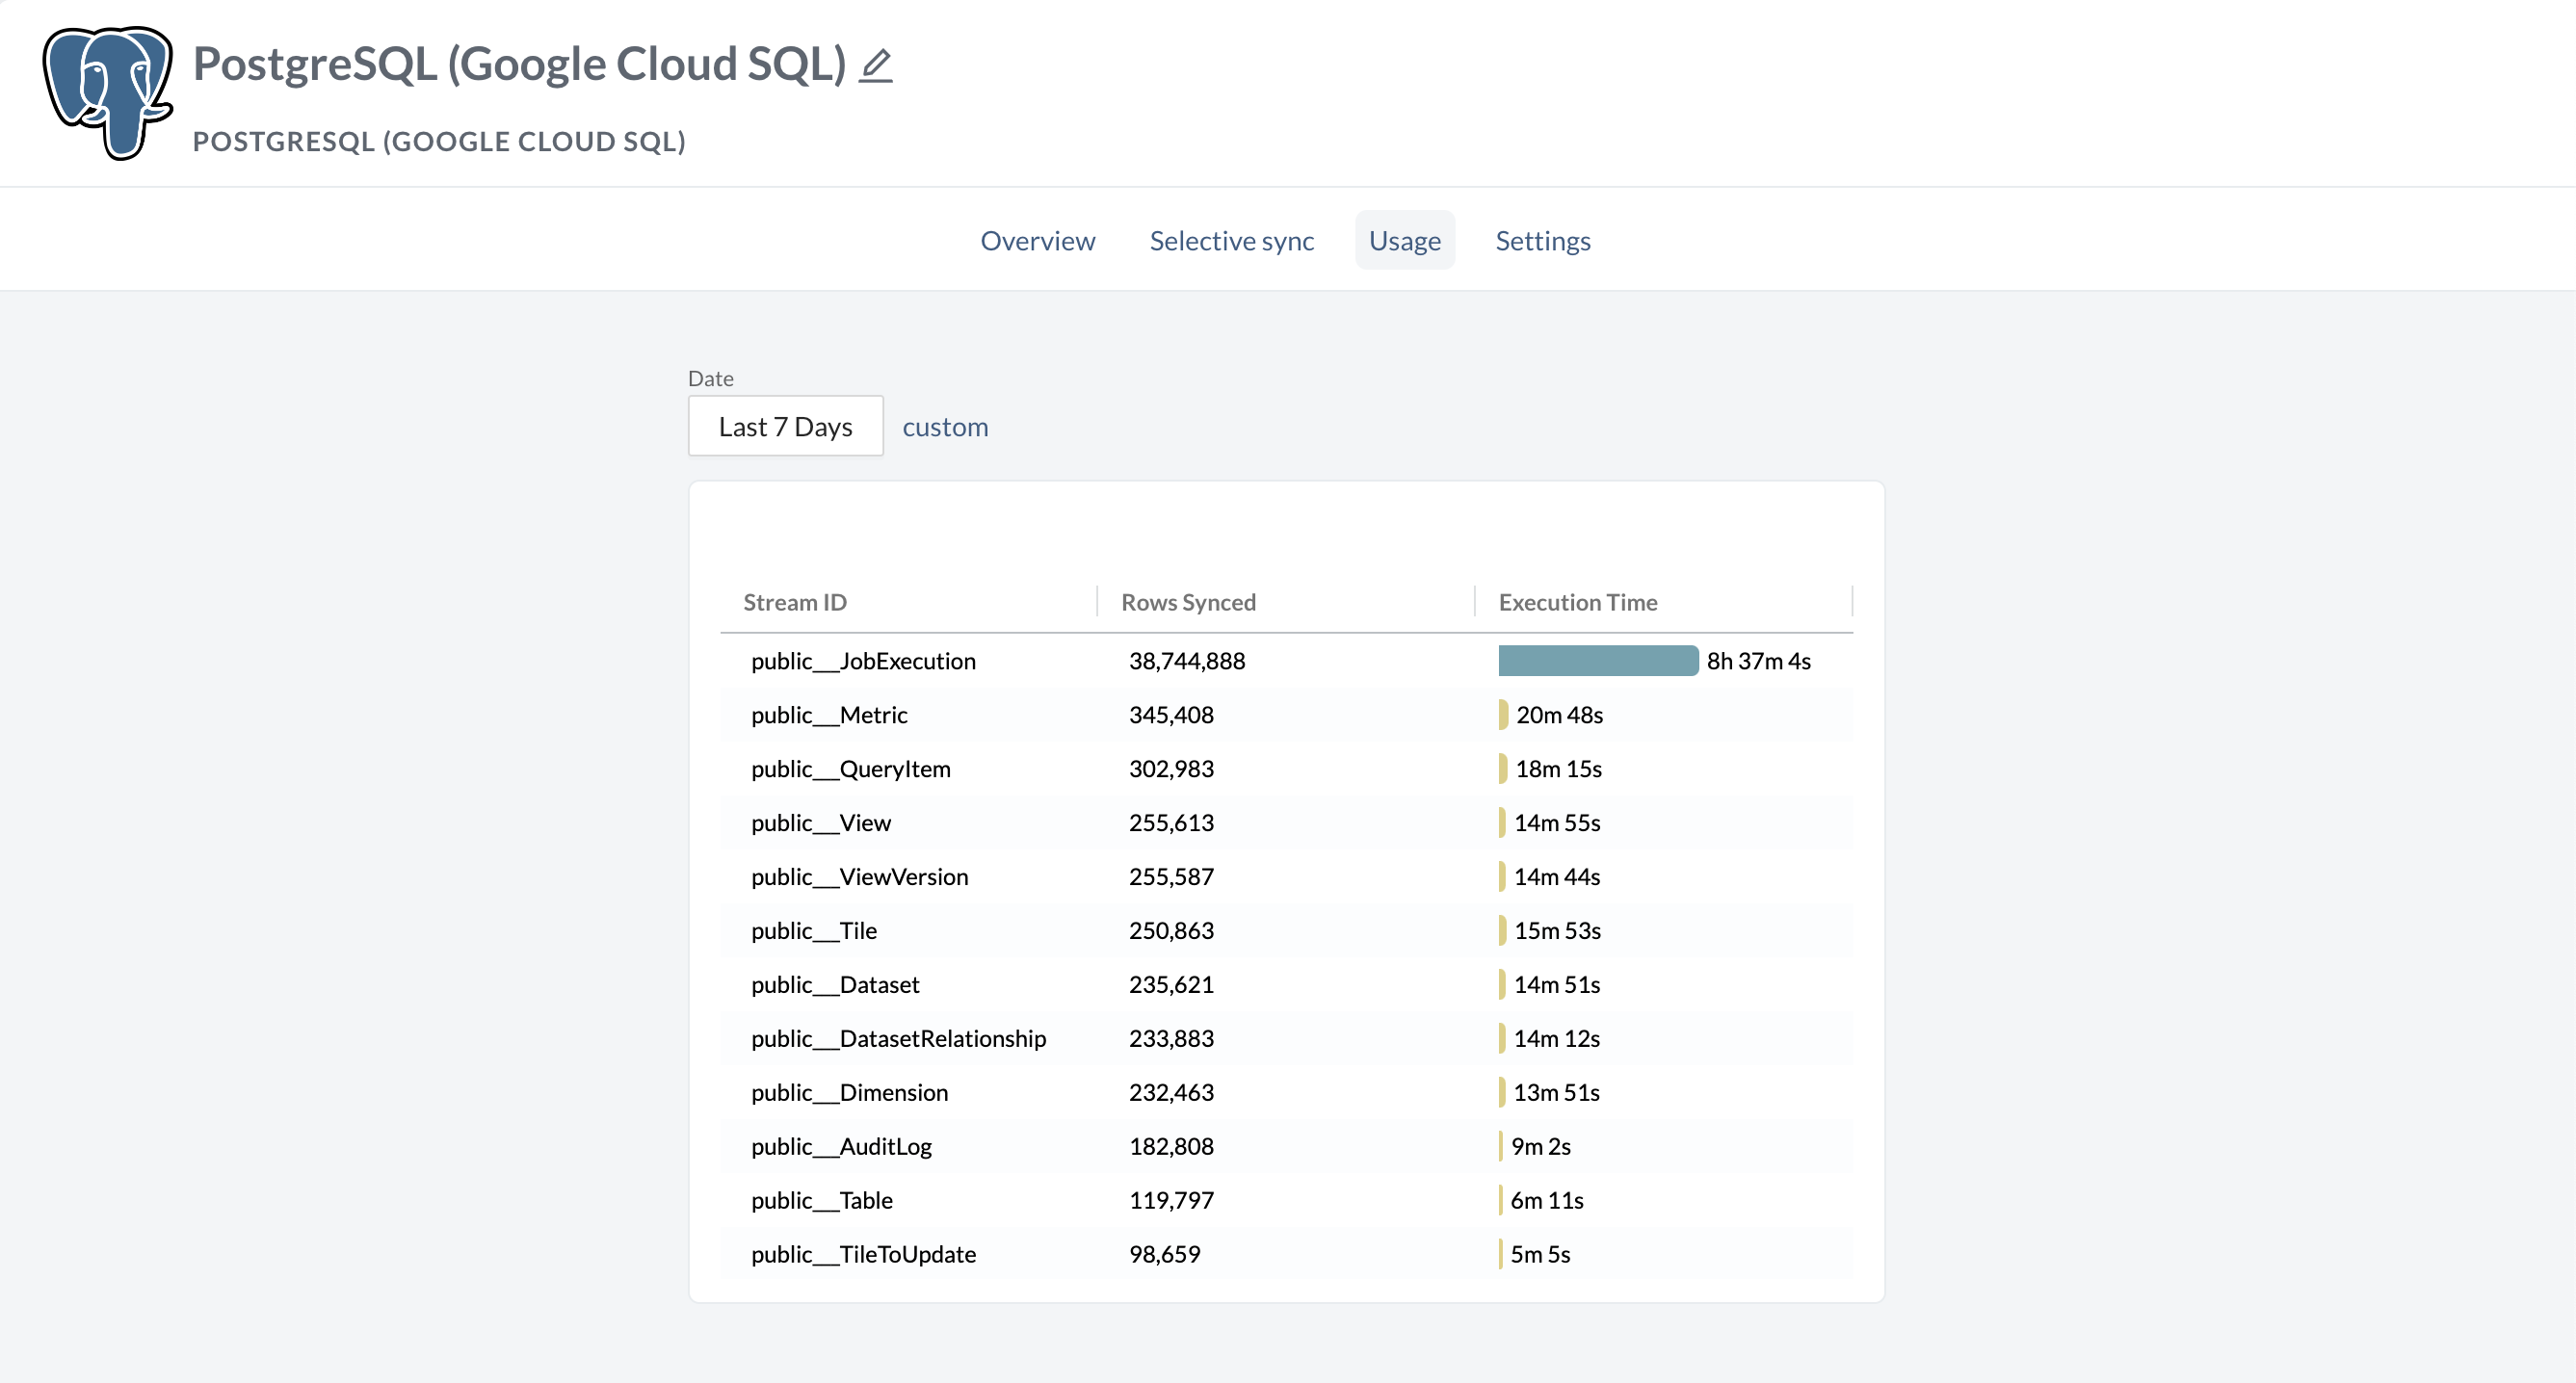 PostgreSQL (Google Cloud SQL)
POSTGRESQL (GOOGLE CLOUD SQL)
Overview Selective sync Usage Settings
Date
Last 7 Days custom
Stream ID Rows Synced Execution Time
public__JobExecution 38,744,888 8h 37m 4s
public__Metric 345,408 20m 48s
public__QueryItem 302,983 18m 15s
public__View 255,613 14m 55s
public__ViewVersion 255,587 14m 44s
public__Tile 250,863 15m 53s
public__Dataset 235,621 14m 51s
public__DatasetRelationship 233,883 14m 12s
public__Dimension 232,463 13m 51s
public__AuditLog 182,808 9m 2s
public__Table 119,797 6m 11s
public__TileToUpdate 98,659 5m 5s